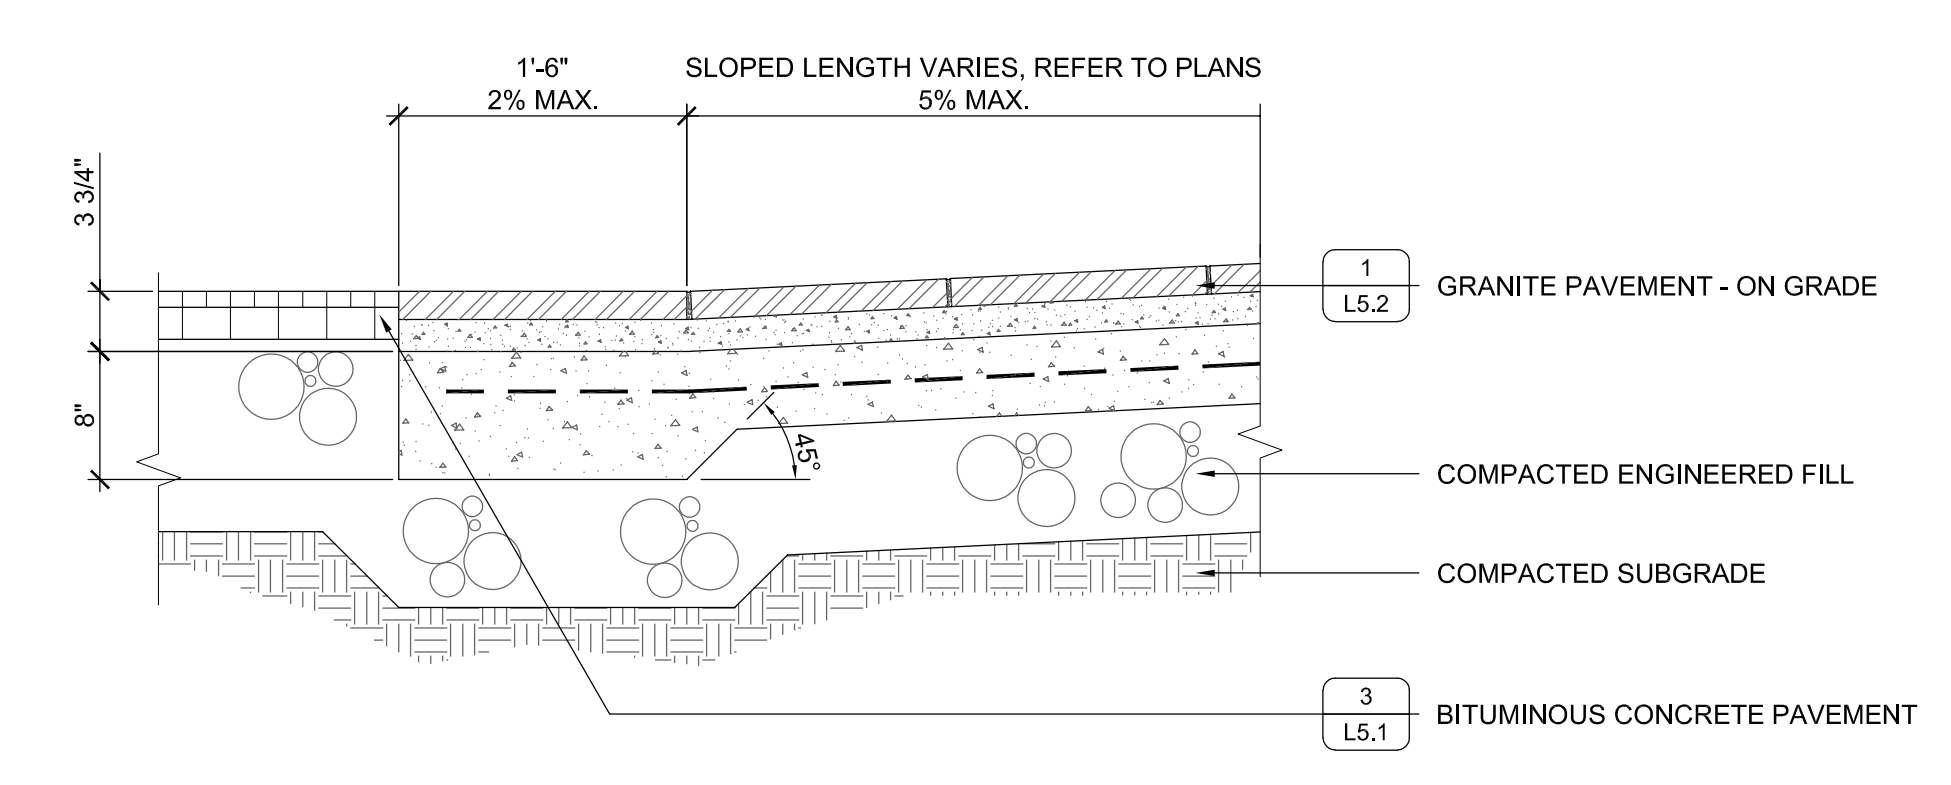 1'-6"
2% MAX.
SLOPED LENGTH VARIES, REFER TO PLANS
5% MAX.
3 3/4"
8"
45°
1
L5.2
GRANITE PAVEMENT - ON GRADE
COMPACTED ENGINEERED FILL
COMPACTED SUBGRADE
3
L5.1
BITUMINOUS CONCRETE PAVEMENT